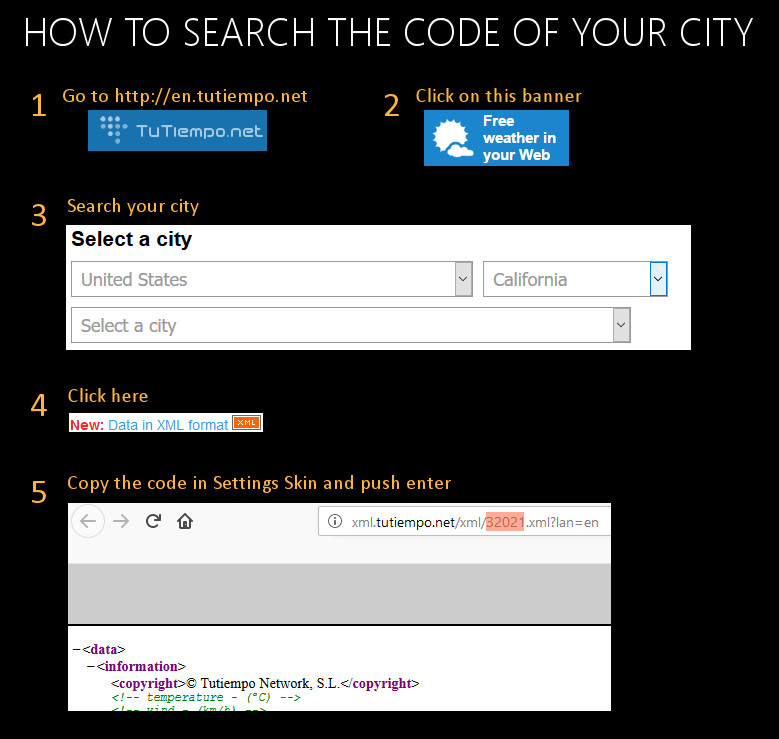 HOW TO SEARCH THE CODE OF YOUR CITY
1 Go to http://en.tutiempo.net
TuTiempo.net
2 Click on this banner
Free
weather in
your Web
3 Search your city
Select a city
United States
California
Select a city
4 Click here
New: Data in XML format XML
5 Copy the code in Settings Skin and push enter
xml.tutiempo.net/xml/32021.xml?lan=en
−<data>
−<information>
<copyright>© Tutiempo Network, S.L.</copyright>
<!-- temperature - (°C) -->
<!-- wind - (km/h) -->